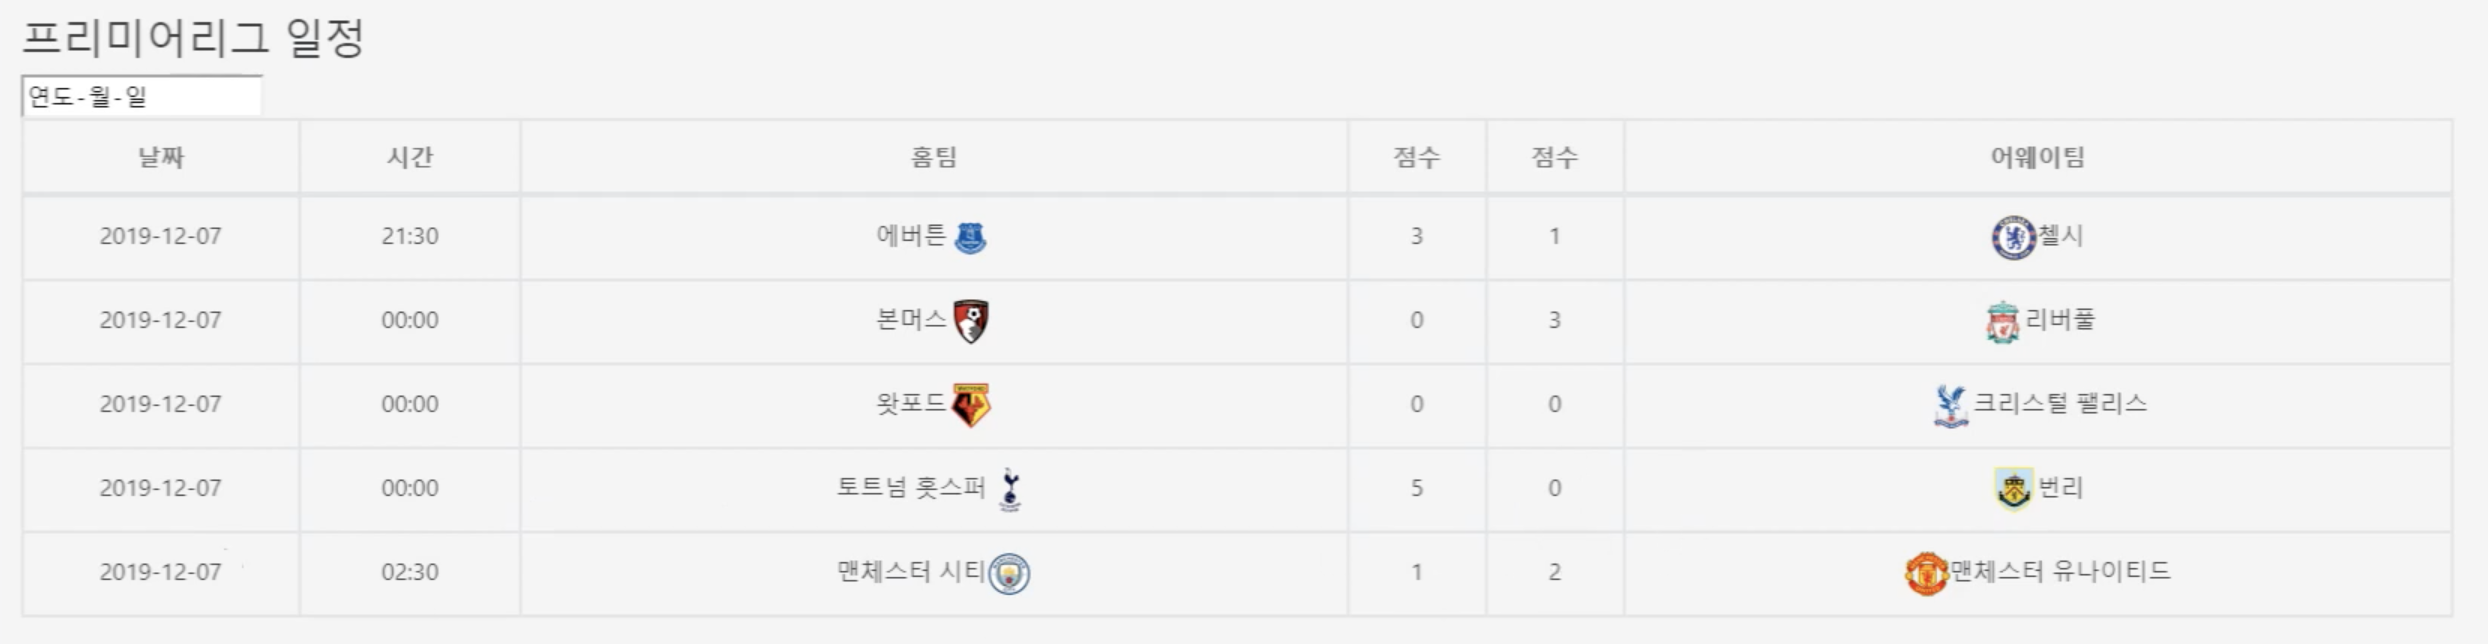 프리미어리그 일정
연도-월-일
날짜 시간 홈팀 점수 점수 어웨이팀
2019-12-07 21:30 에버튼 3 1 첼시
2019-12-07 00:00 본머스 0 3 리버풀
2019-12-07 00:00 왓포드 0 0 크리스털 팰리스
2019-12-07 00:00 토트넘 홋스퍼 5 0 번리
2019-12-07 02:30 맨체스터 시티 1 2 맨체스터 유나이티드